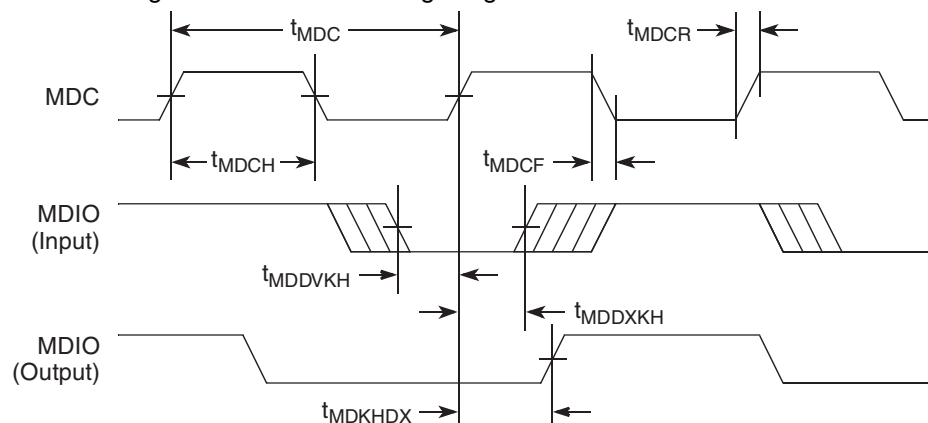 tMDC
tMDCR
MDC
tMDCH
tMDCF
MDIO
(Input)
tMDDVKH
tMDDXKH
MDIO
(Output)
tMDKHDX